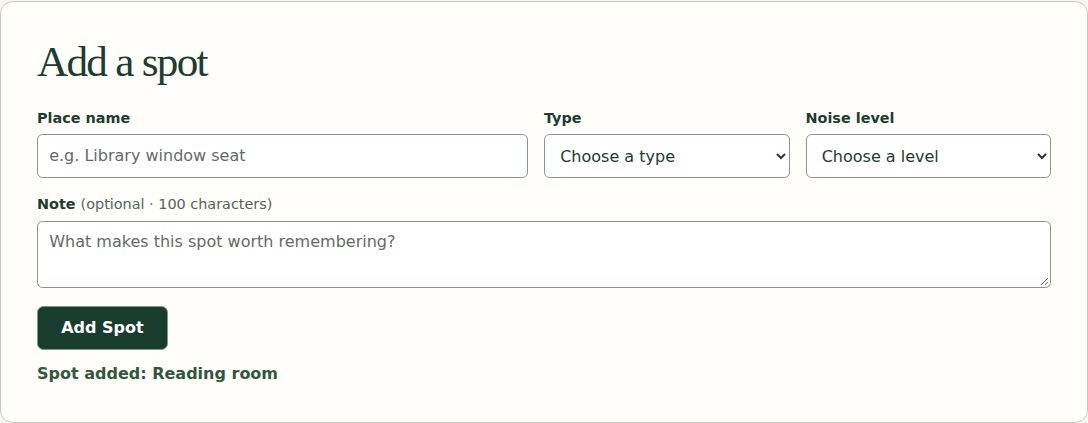 Add a spot
Place name Type Noise level
e.g. Library window seat Choose a type Choose a level
Note (optional · 100 characters)
What makes this spot worth remembering?
Add Spot
Spot added: Reading room